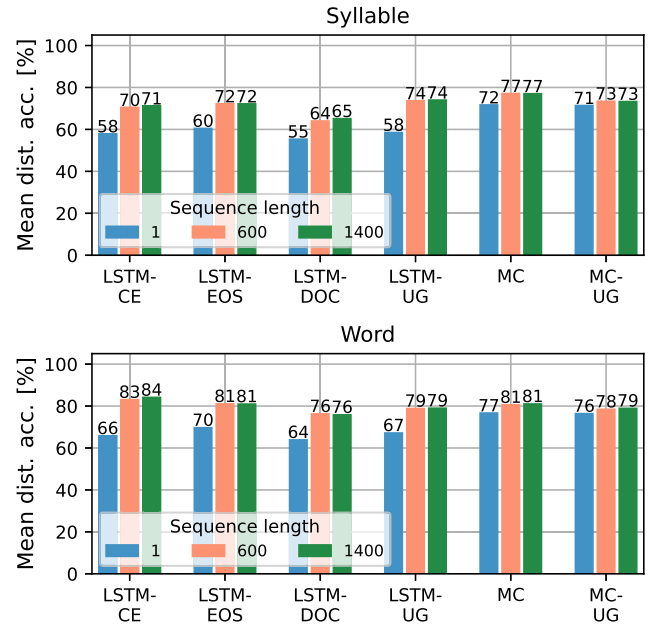 Syllable
Mean dist. acc. [%]
100
80
60
40
20
0
58 70 71 60 72 72 55 64 65 58 74 74 72 77 77 71 73 73
Sequence length
1 600 1400
LSTM-CE LSTM-EOS LSTM-DOC LSTM-UG MC MC-UG
Word
Mean dist. acc. [%]
100
80
60
40
20
0
66 83 84 70 81 81 64 76 76 67 79 79 77 81 81 76 78 79
Sequence length
1 600 1400
LSTM-CE LSTM-EOS LSTM-DOC LSTM-UG MC MC-UG